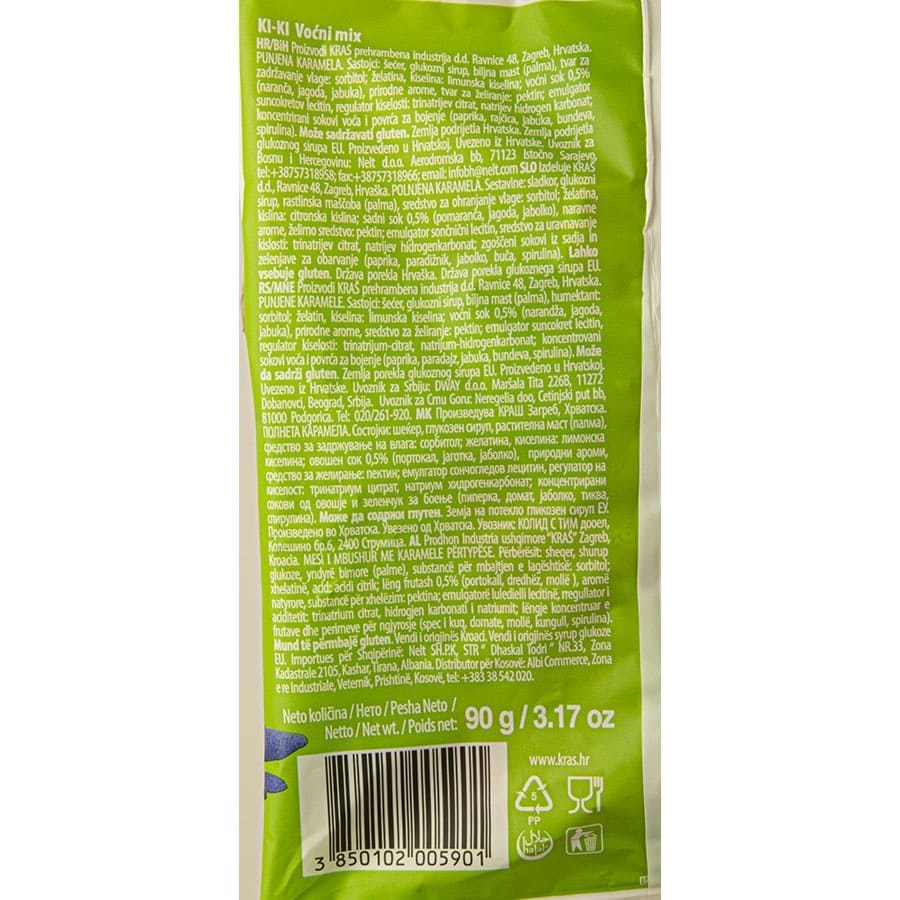 KI-KI Voćni mix
HR/BiH Proizvodi KRAŠ prehrambena industrija d.d. Ravnice 48, Zagreb, Hrvatska.
PUNJENA KARAMELA. Sastojci: šećer, glukozni sirup, biljna mast (palma), tvar za
zadržavanje vlage: sorbitol; želatina, kiselina: limunska kiselina; voćni sok 0,5%
(naranča, jagoda, jabuka), prirodne arome, tvar za želiranje: pektin; emulgator
suncokretov lecitin, regulator kiselosti: trinatrijev citrat, natrijev hidrogen karbonat;
koncentrirani sokovi voća i povrća za bojenje (paprika, rajčica, jabuka, bundeva,
spirulina). Može sadržavati gluten. Zemlja podrijetla Hrvatska. Zemlja podrijetla
glukoznog sirupa EU. Proizvedeno u Hrvatskoj. Uvezeno iz Hrvatske. Uvoznik za
Bosnu i Hercegovinu: Nelt d.o.o. Aerodromska bb, 71123 Istočno Sarajevo,
tel:+38757318958; fax:+38757318966; email: infobh@nelt.com SLO Izdeluje KRAŠ
d.d., Ravnice 48, Zagreb, Hrvaška. POLNJENA KARAMELA. Sestavine: sladkor, glukozni
sirup, rastlinska maščoba (palma), sredstvo za ohranjanje vlage: sorbitol; želatina,
kislina: citronska kislina; sadni sok 0,5% (pomaranča, jagoda, jabolko), naravne
arome, želirno sredstvo: pektin; emulgator sončnični lecitin, sredstvo za uravnavanje
kislosti: trinatrijev citrat, natrijev hidrogenkarbonat; zgoščeni sokovi iz sadja in
zelenjave za obarvanje (paprika, paradižnik, jabolko, buča, spirulina). Lahko
vsebuje gluten. Država porekla Hrvaška. Država porekla glukoznega sirupa EU.
RS/MNE Proizvodi KRAŠ prehrambena industrija d.d. Ravnice 48, Zagreb, Hrvatska.
PUNJENE KARAMELE. Sastojci: šećer, glukozni sirup, biljna mast (palma), humektant:
sorbitol; želatin, kiselina: limunska kiselina; voćni sok 0,5% (narandža, jagoda,
jabuka), prirodne arome, sredstvo za želiranje: pektin; emulgator suncokret lecitin,
regulator kiselosti: trinatrijum-citrat, natrijum-hidrogenkarbonat; koncentrovani
sokovi voća i povrća za bojenje (paprika, paradajz, jabuka, bundeva, spirulina). Može
da sadrži gluten. Zemlja porekla glukoznog sirupa EU. Proizvedeno u Hrvatskoj.
Uvezeno iz Hrvatske. Uvoznik za Srbiju: DWAY d.o.o. Maršala Tita 226B, 11272
Dobanovci, Beograd, Srbija. Uvoznik za Crnu Goru: Neregelia doo, Cetinjski put bb,
81000 Podgorica. Tel: 020/261-920. MK Произведува КРАШ Загреб, Хрватска.
ПОЛНЕТА КАРАМЕЛА. Состојки: шеќер, глукозен сируп, растителна маст (палма),
средство за задржување на влага: сорбитол; желатина, киселина: лимонска
киселина; овошен сок 0,5% (портокал, јаготка, јаболко), природни ароми,
средство за желирање: пектин; емулгатор сончогледов лецитин, регулатор на
киселост: тринатриум цитрат, натриум хидрогенкарбонат; концентрирани
сокови од овошје и зеленчук за боење (пиперка, домат, јаболко, тиква,
спирулина). Може да содржи глутен. Земја на потекло гликозен сируп ЕУ.
Произведено во Хрватска. Увезено од Хрватска. Увозник: КОЛИД С ТИМ дооел,
Колешино бр.6, 2400 Струмица. AL Prodhon Industria ushqimore "KRAŠ" Zagreb,
Kroacia. MESI I MBUSHUR ME KARAMELE PËRTYPËSE. Përbërësit: sheqer, shurup
glukoze, yndyrë bimore (palme), substancë për mbajtjen e lagështisë: sorbitol;
xhelatinë, acid: acidi citrik; lëng frutash 0,5% (portokall, dredhëz, mollë ), aromë
natyrore, substancë për xhelëzim: pektina; emulgatorë luledielli lecitinë, rregullator i
aciditetit: trinatrium citrat, hidrogjen karbonati i natriumit; lëngje koncentruar e
frutave dhe perimeve për ngjyrosje (spec i kuq, domate, mollë, kungull, spirulina).
Mund të përmbajë gluten. Vendi i origjinës Kroaci. Vendi i origjinës syrup glukoze
EU. Importues për Shqipërinë: Nelt SH.P.K, STR " Dhaskal Todri " NR.33, Zona
Kadastrale 2105, Kashar, Tirana, Albania. Distributor për Kosovë: Albi Commerce, Zona
e re Industriale, Veternik, Prishtinë, Kosovë, tel: +383 38 542 020.
Neto količina / Нето / Pesha Neto /
Netto / Net wt. / Poids net: 90 g / 3.17 oz
www.kras.hr
5
PP
حلال
halal
3 850102 005901